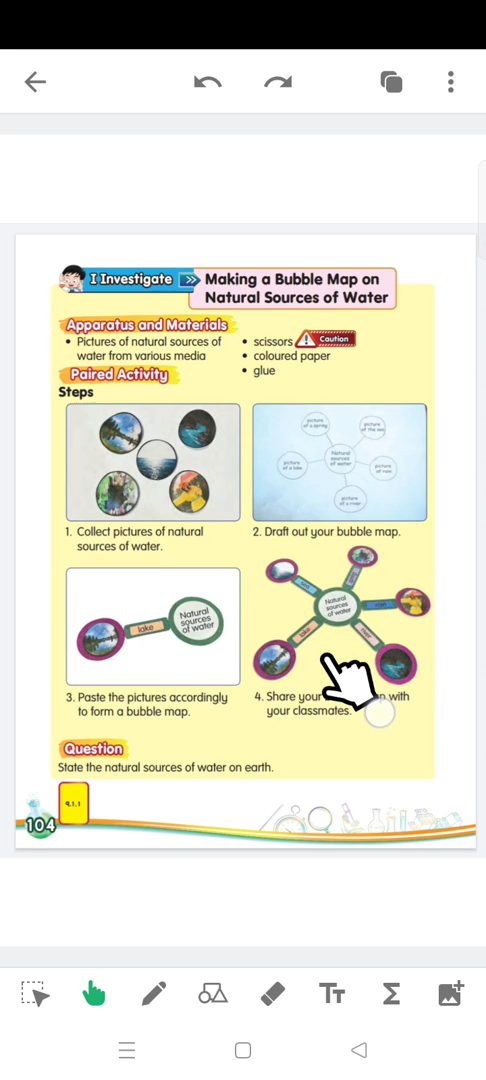 I Investigate
Making a Bubble Map on
Natural Sources of Water
Apparatus and Materials
• Pictures of natural sources of
water from various media
• scissors
Caution
• coloured paper
• glue
Paired Activity
Steps
picture
of a spring
picture
of the sea
Natural
sources
of water
picture
of a lake
picture
of rain
picture
of a river
1. Collect pictures of natural
sources of water.
2. Draft out your bubble map.
lake
Natural
sources
of water
Natural
sources
of water
rain
lake
river
3. Paste the pictures accordingly
to form a bubble map.
4. Share your with
your classmates.
Question
State the natural sources of water on earth.
9.1.1
104